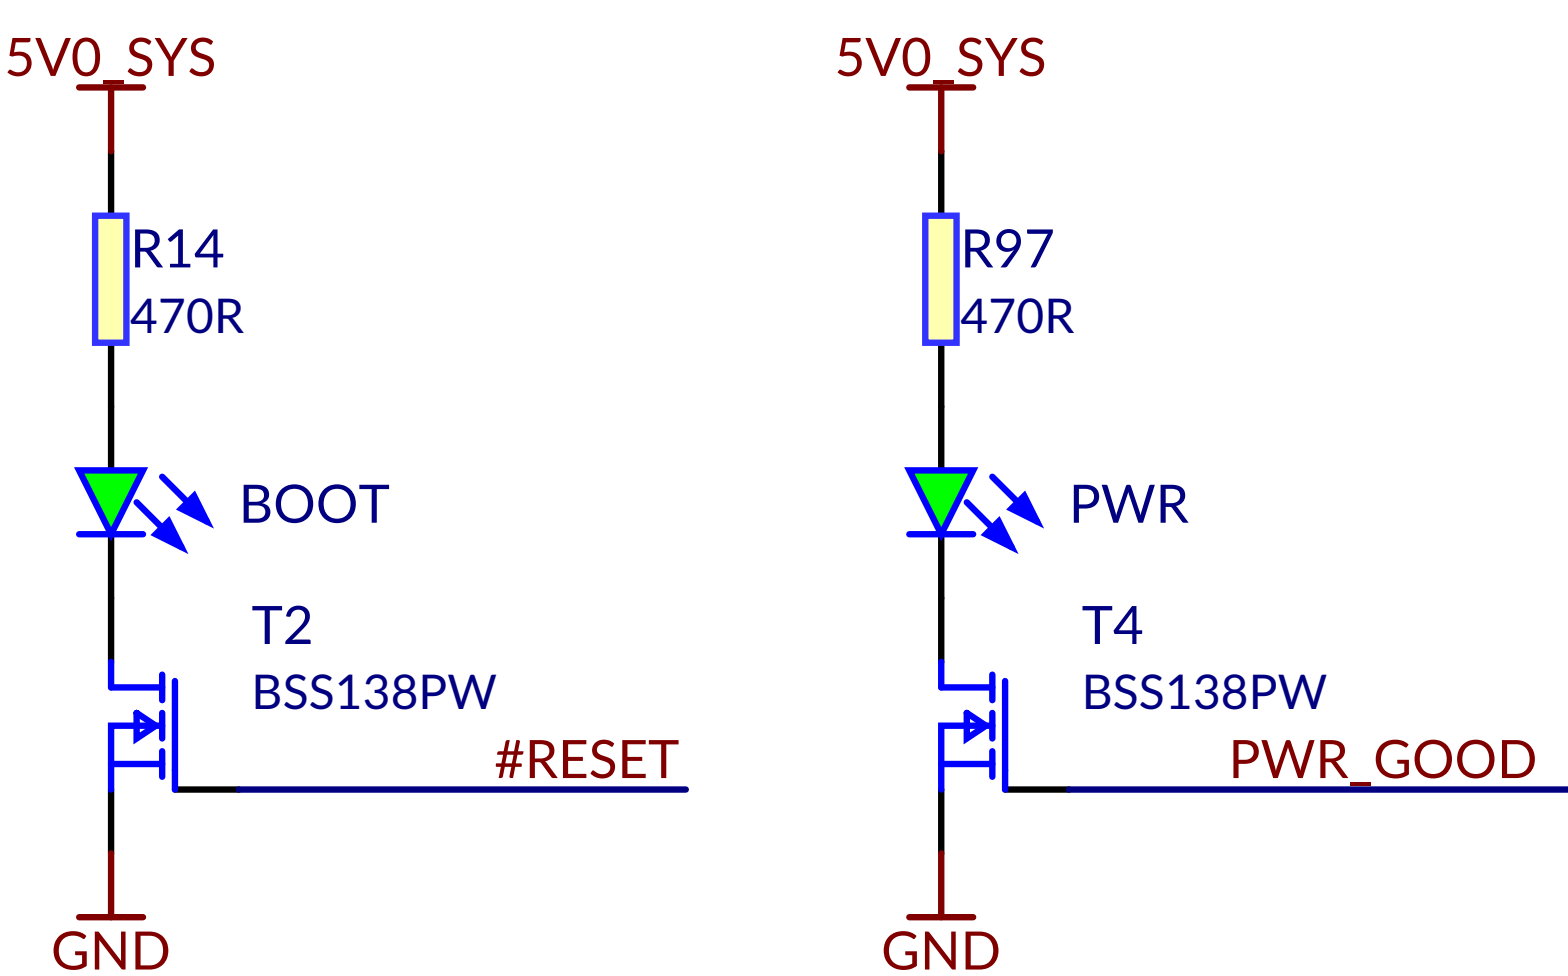 5V0_SYS
R14
470R
BOOT
T2
BSS138PW
#RESET
GND
5V0_SYS
R97
470R
PWR
T4
BSS138PW
PWR_GOOD
GND